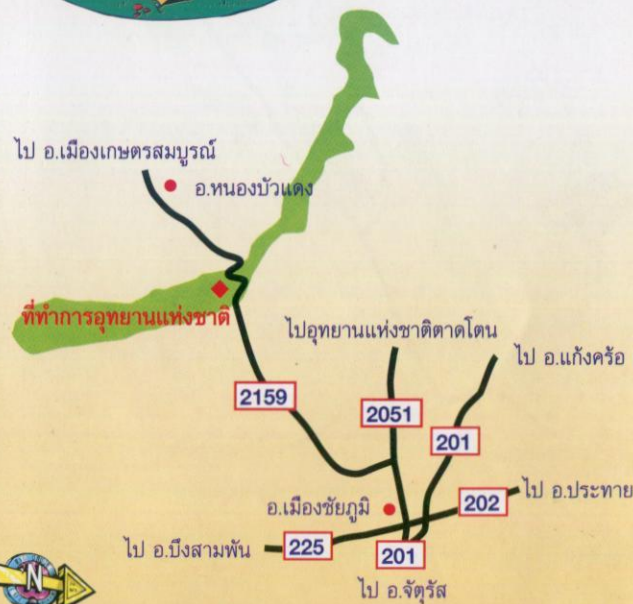 ไป อ.เมืองเกษตรสมบูรณ์
อ.หนองบัวแดง
ที่ทำการอุทยานแห่งชาติ
ไปอุทยานแห่งชาติตาดโตน
ไป อ.แก้งคร้อ
2159
2051
201
อ.เมืองชัยภูมิ
202
ไป อ.ประทาย
ไป อ.บึงสามพัน
225
201
ไป อ.จัตุรัส
N